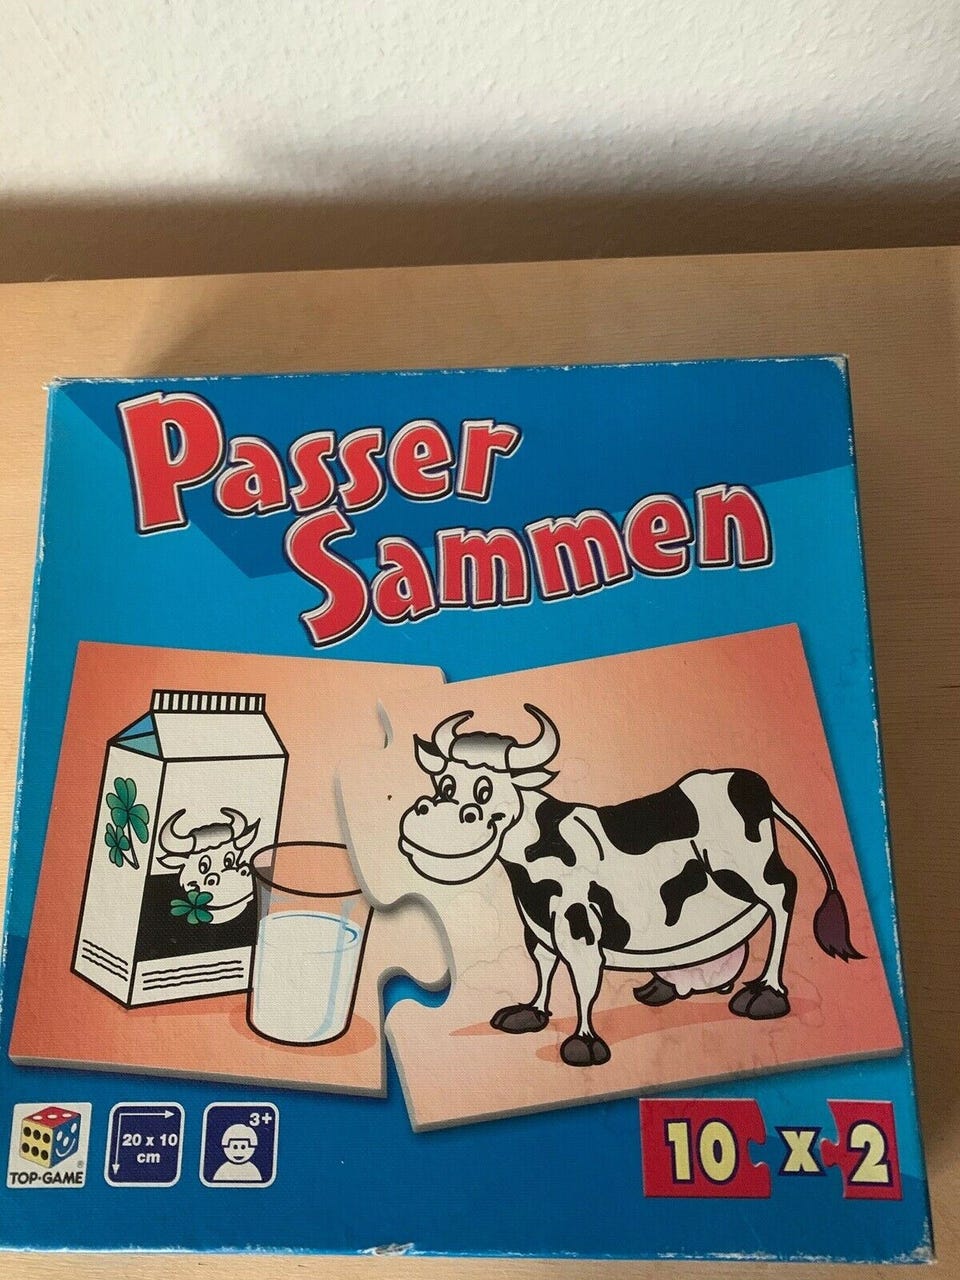 Passer
Sammen
TOP-GAME®
20 x 10
cm
3+
10 x 2